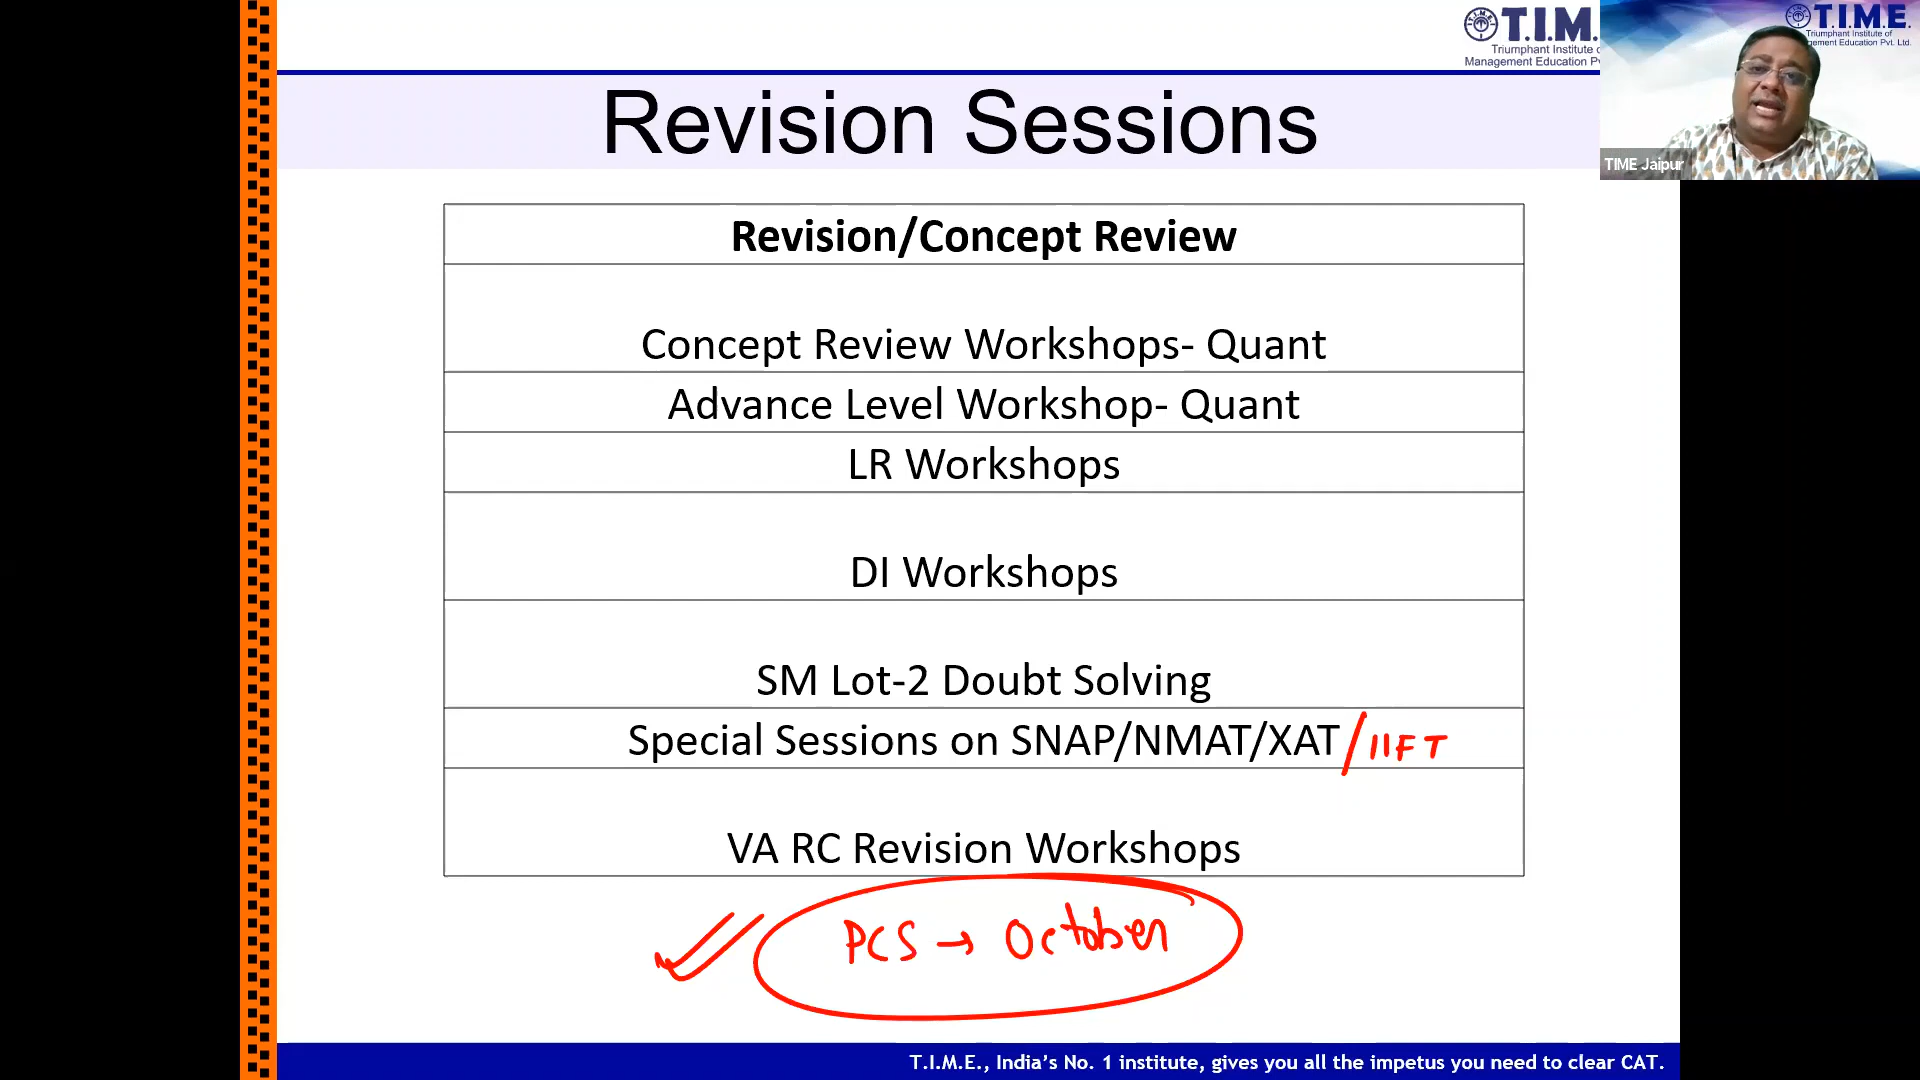 T.I.M.
Triumphant Institute
Management Education
T.I.M.E.
Triumphant Institute of
Education Pvt. Ltd.
TIME Jaipur
Revision Sessions
Revision/Concept Review
Concept Review Workshops- Quant
Advance Level Workshop- Quant
LR Workshops
DI Workshops
SM Lot-2 Doubt Solving
Special Sessions on SNAP/NMAT/XAT/IIFT
VA RC Revision Workshops
PCS → October
T.I.M.E., India's No. 1 institute, gives you all the impetus you need to clear CAT.